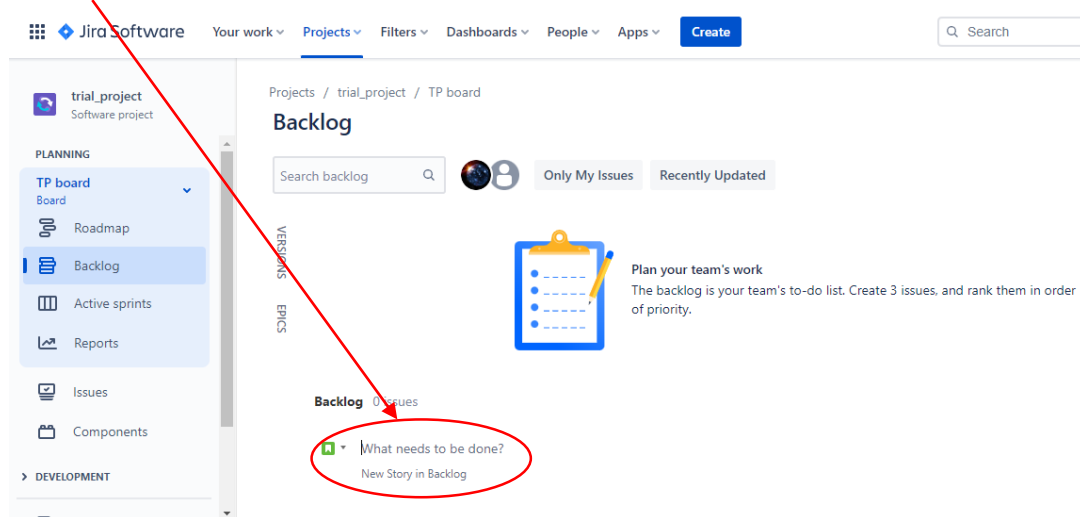 Jira Software
Your work
Projects
Filters
Dashboards
People
Apps
Create
Search
trial_project
Software project
PLANNING
TP board
Board
Roadmap
Backlog
Active sprints
Reports
Issues
Components
DEVELOPMENT
Projects / trial_project / TP board
Backlog
Search backlog
Only My Issues
Recently Updated
VERSIONS
EPICS
Plan your team's work
The backlog is your team's to-do list. Create 3 issues, and rank them in order
of priority.
Backlog 0 issues
What needs to be done?
New Story in Backlog